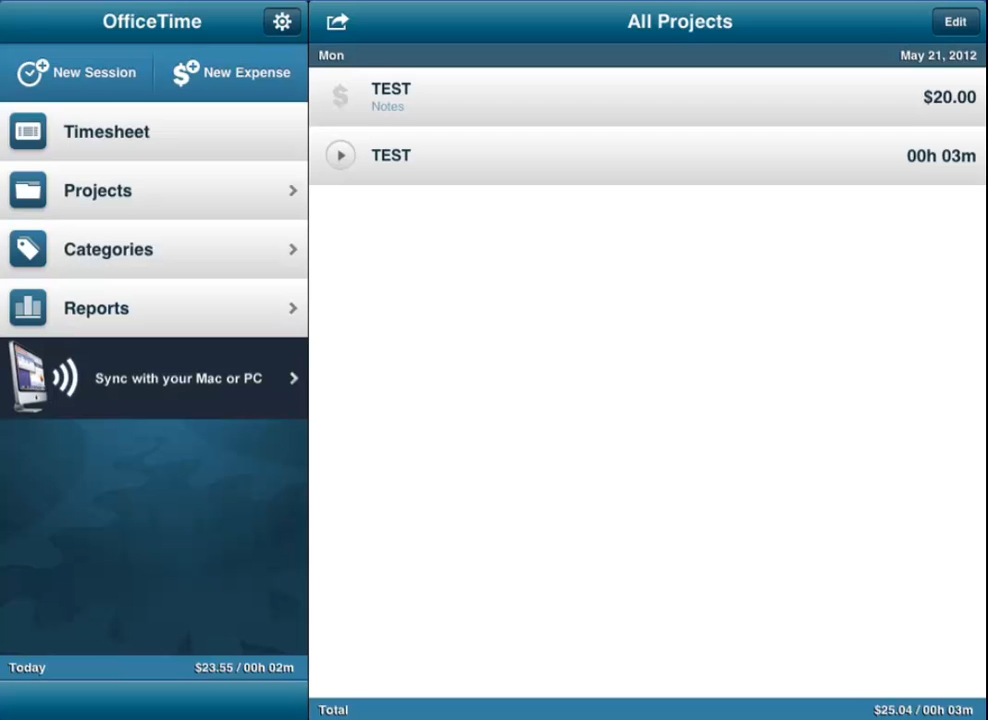 OfficeTime
New Session
New Expense
Timesheet
Projects
Categories
Reports
Sync with your Mac or PC
Today $23.55 / 00h 02m
All Projects
Edit
Mon May 21, 2012
TEST
Notes
$20.00
TEST 00h 03m
Total $25.04 / 00h 03m